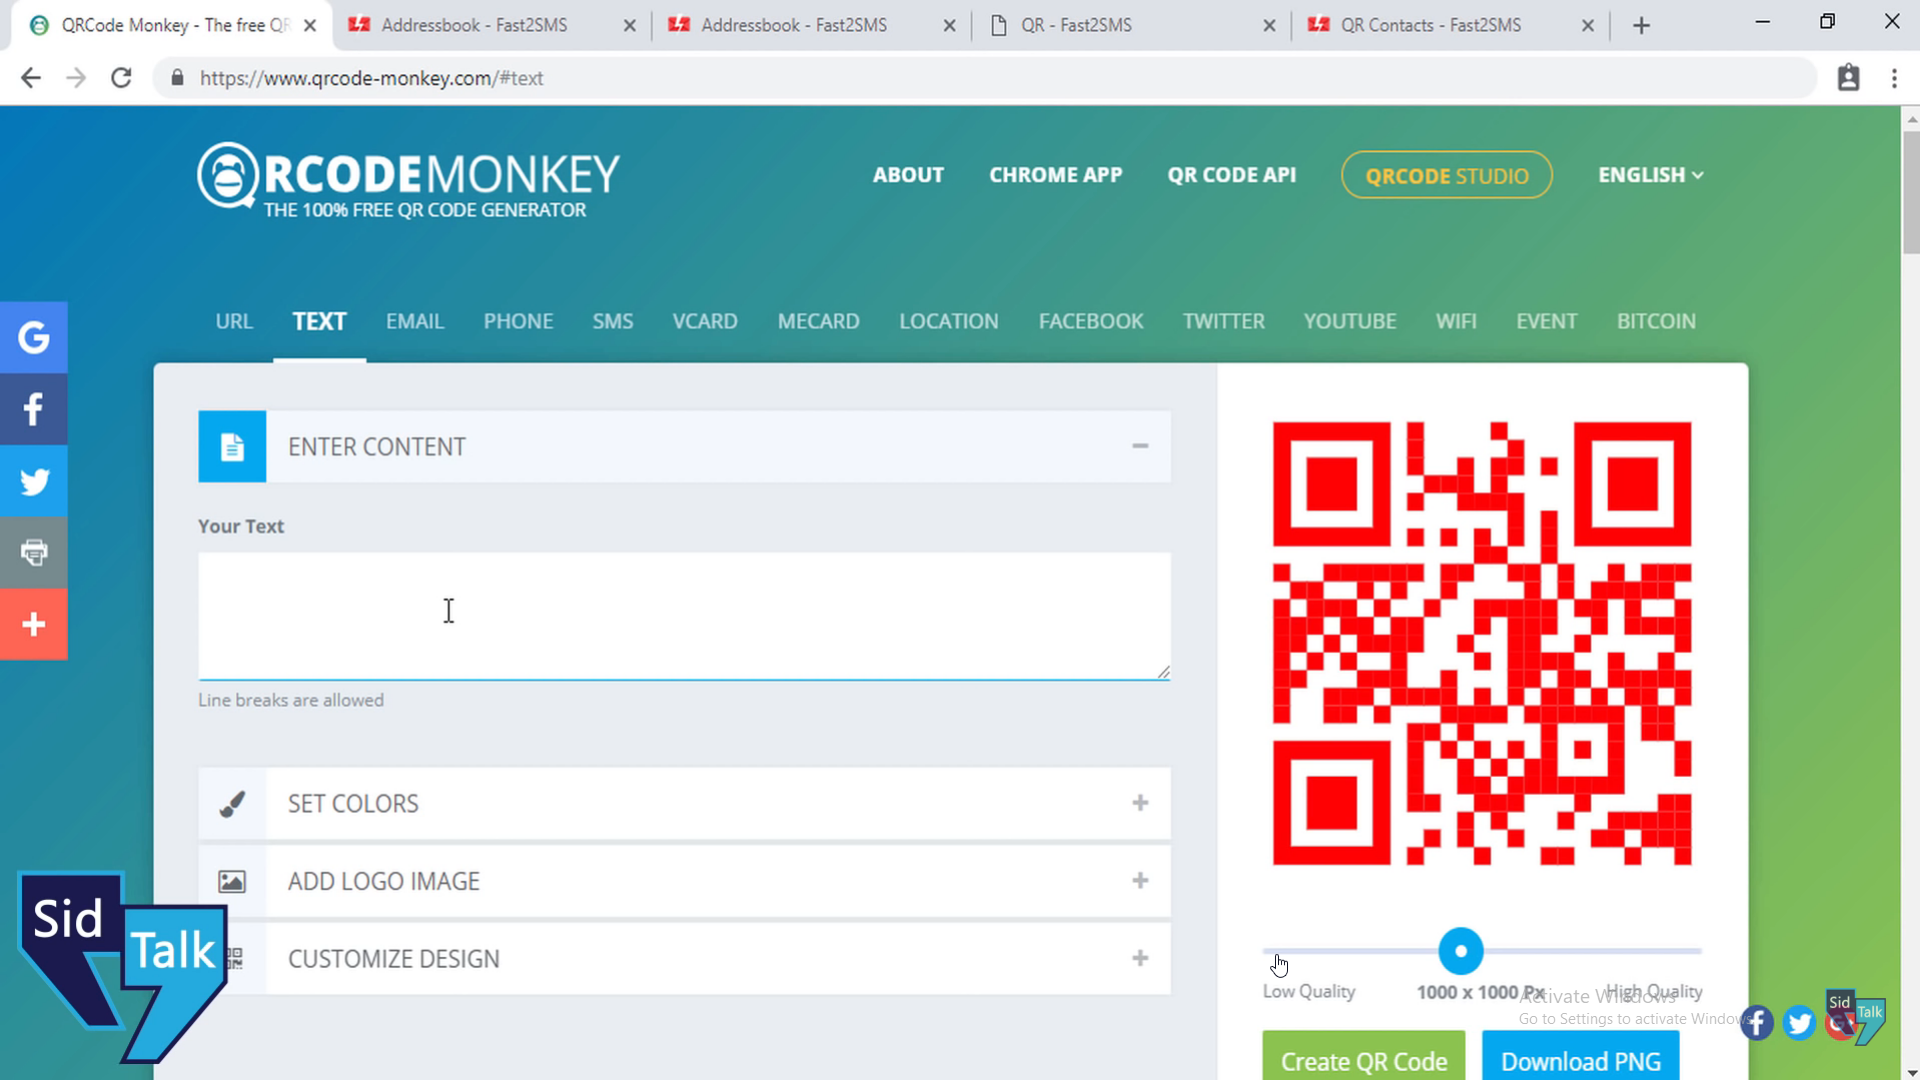 QRCode Monkey - The free QR
Addressbook - Fast2SMS
Addressbook - Fast2SMS
QR - Fast2SMS
QR Contacts - Fast2SMS
https://www.qrcode-monkey.com/#text
QRCODEMONKEY
THE 100% FREE QR CODE GENERATOR
ABOUT
CHROME APP
QR CODE API
QRCODE STUDIO
ENGLISH
URL
TEXT
EMAIL
PHONE
SMS
VCARD
MECARD
LOCATION
FACEBOOK
TWITTER
YOUTUBE
WIFI
EVENT
BITCOIN
ENTER CONTENT
Your Text
Line breaks are allowed
SET COLORS
ADD LOGO IMAGE
CUSTOMIZE DESIGN
Low Quality
1000 x 1000 Px
High Quality
Activate Windows
Go to Settings to activate Windows
Create QR Code
Download PNG
Sid
Talk
Sid
Talk